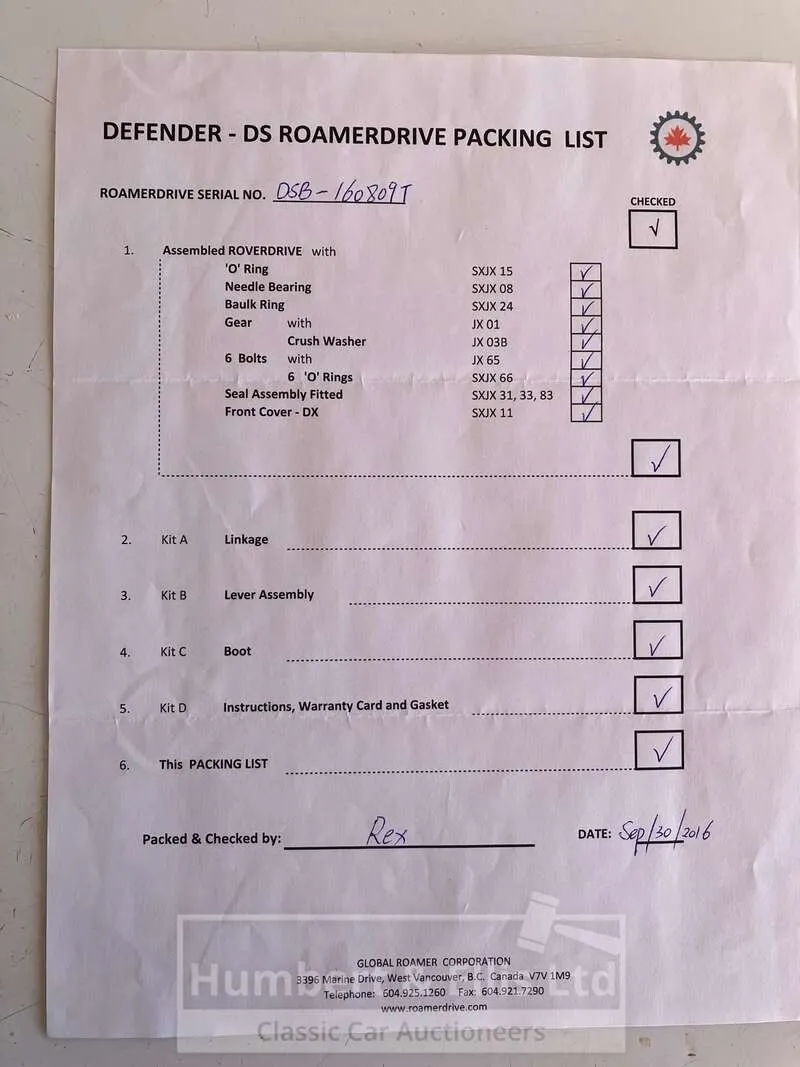 DEFENDER - DS ROAMERDRIVE PACKING LIST
ROAMERDRIVE SERIAL NO. DSB-160809T
CHECKED
√
1. Assembled ROVERDRIVE with
'O' Ring SXJX 15 √
Needle Bearing SXJX 08 √
Baulk Ring SXJX 24 √
Gear with JX 01 √
Crush Washer JX 03B √
6 Bolts with JX 65 √
6 'O' Rings SXJX 66 √
Seal Assembly Fitted SXJX 31, 33, 83 √
Front Cover - DX SXJX 11 √
√
2. Kit A Linkage √
3. Kit B Lever Assembly √
4. Kit C Boot √
5. Kit D Instructions, Warranty Card and Gasket √
6. This PACKING LIST √
Packed & Checked by: Rex DATE: Sep/30/2016
GLOBAL ROAMER CORPORATION
3396 Marine Drive, West Vancouver, B.C. Canada V7V 1M9
Telephone: 604.925.1260 Fax: 604.921.7290
www.roamerdrive.com
Ltd
Classic Car Auctioneers